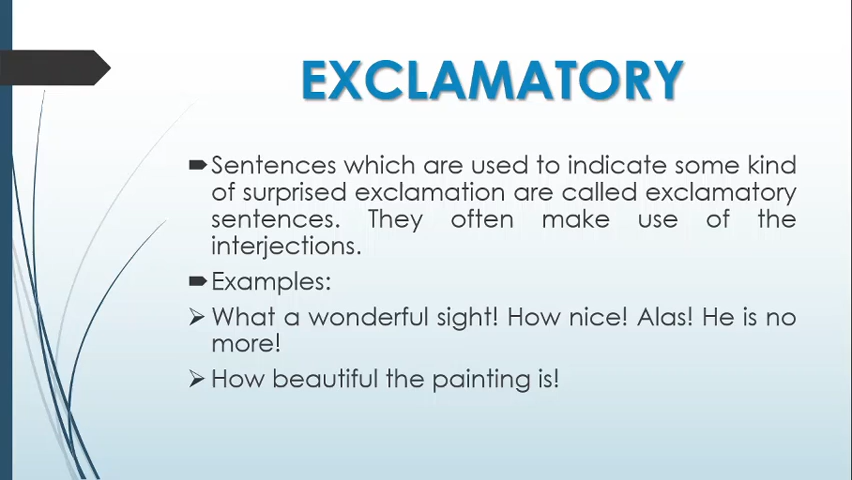 EXCLAMATORY
Sentences which are used to indicate some kind
of surprised exclamation are called exclamatory
sentences. They often make use of the
interjections.
Examples:
What a wonderful sight! How nice! Alas! He is no
more!
How beautiful the painting is!